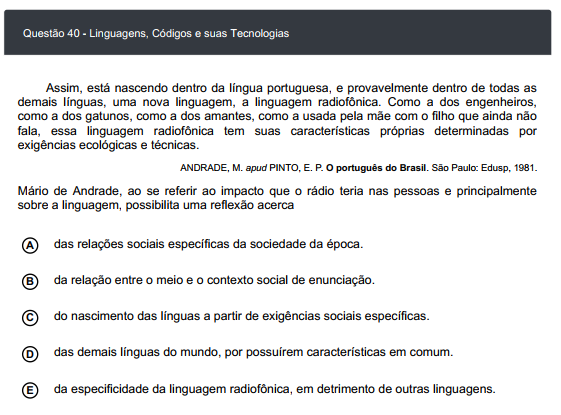 Questão 40 - Linguagens, Códigos e suas Tecnologias
Assim, está nascendo dentro da língua portuguesa, e provavelmente dentro de todas as
demais línguas, uma nova linguagem, a linguagem radiofônica. Como a dos engenheiros,
como a dos gatunos, como a dos amantes, como a usada pela mãe com o filho que ainda não
fala, essa linguagem radiofônica tem suas características próprias determinadas por
exigências ecológicas e técnicas.
ANDRADE, M. apud PINTO, E. P. O português do Brasil. São Paulo: Edusp, 1981.
Mário de Andrade, ao se referir ao impacto que o rádio teria nas pessoas e principalmente
sobre a linguagem, possibilita uma reflexão acerca
A das relações sociais específicas da sociedade da época.
B da relação entre o meio e o contexto social de enunciação.
C do nascimento das línguas a partir de exigências sociais específicas.
D das demais línguas do mundo, por possuírem características em comum.
E da especificidade da linguagem radiofônica, em detrimento de outras linguagens.